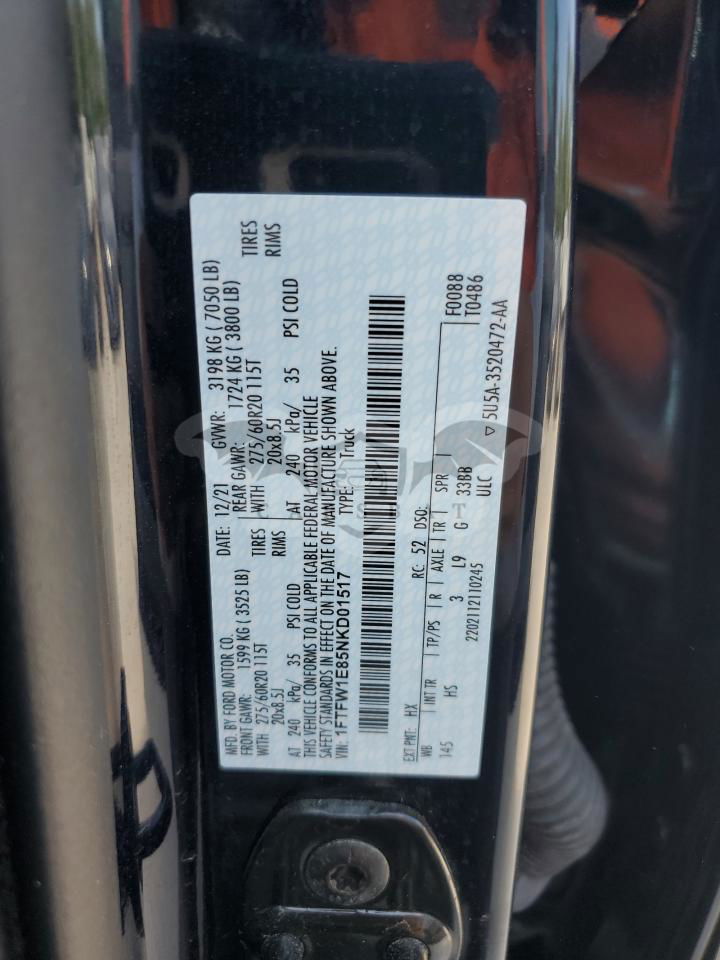 MFD. BY FORD MOTOR CO.
DATE: 12/21 GVWR: 3198 KG ( 7050 LB)
FRONT GAWR: 1599 KG ( 3525 LB) REAR GAWR: 1724 KG ( 3800 LB)
WITH 275/60R20 115T TIRES WITH 275/60R20 115T TIRES
20x8.5J RIMS 20x8.5J RIMS
AT 240 kPa/ 35 PSI COLD AT 240 kPa/ 35 PSI COLD
THIS VEHICLE CONFORMS TO ALL APPLICABLE FEDERAL MOTOR VEHICLE
SAFETY STANDARDS IN EFFECT ON THE DATE OF MANUFACTURE SHOWN ABOVE.
VIN: 1FTFW1E85NKD01517 TYPE: Truck
EXT PNT: HX RC: 52 DSO: F0088
WB INT TR TP/PS R AXLE TR SPR T0486
145 HS 3 L9 G 33BB
2202112110245 ULC
5U5A-3520472-AA